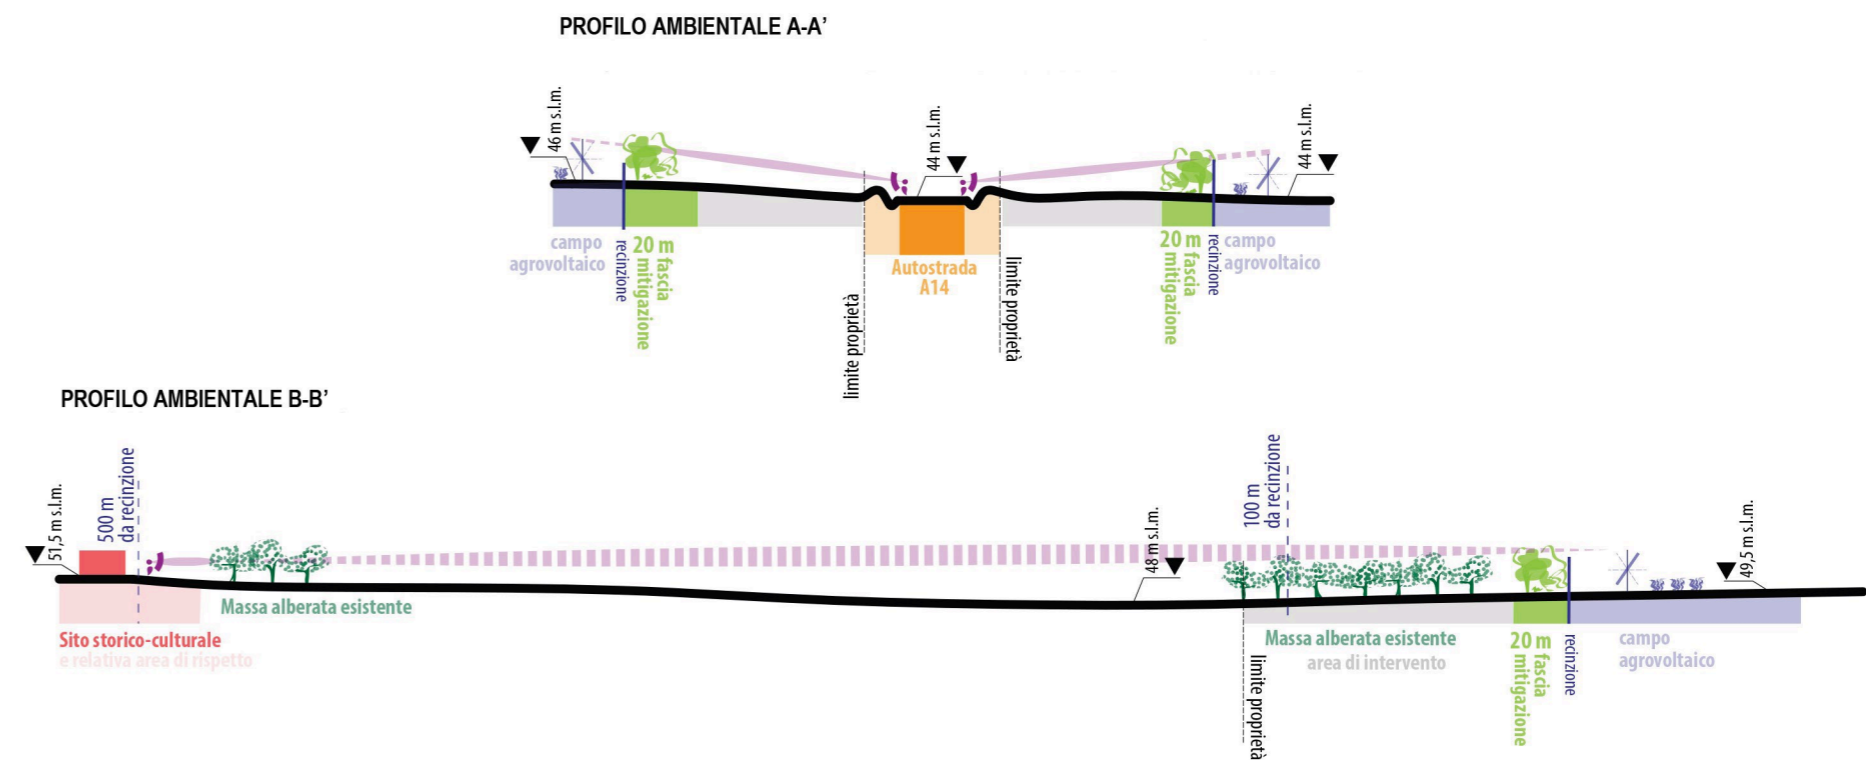 PROFILO AMBIENTALE A-A’
46 m s.l.m.
44 m s.l.m.
44 m s.l.m.
campo
agrovoltaico
recinzione
20 m
fascia
mitigazione
limite proprietà
Autostrada
A14
limite proprietà
20 m
fascia
mitigazione
recinzione
campo
agrovoltaico
PROFILO AMBIENTALE B-B’
51,5 m s.l.m.
500 m
da recinzione
48 m s.l.m.
100 m
da recinzione
49,5 m s.l.m.
Massa alberata esistente
Sito storico-culturale
e relativa area di rispetto
limite proprietà
Massa alberata esistente
area di intervento
20 m
fascia
mitigazione
recinzione
campo
agrovoltaico